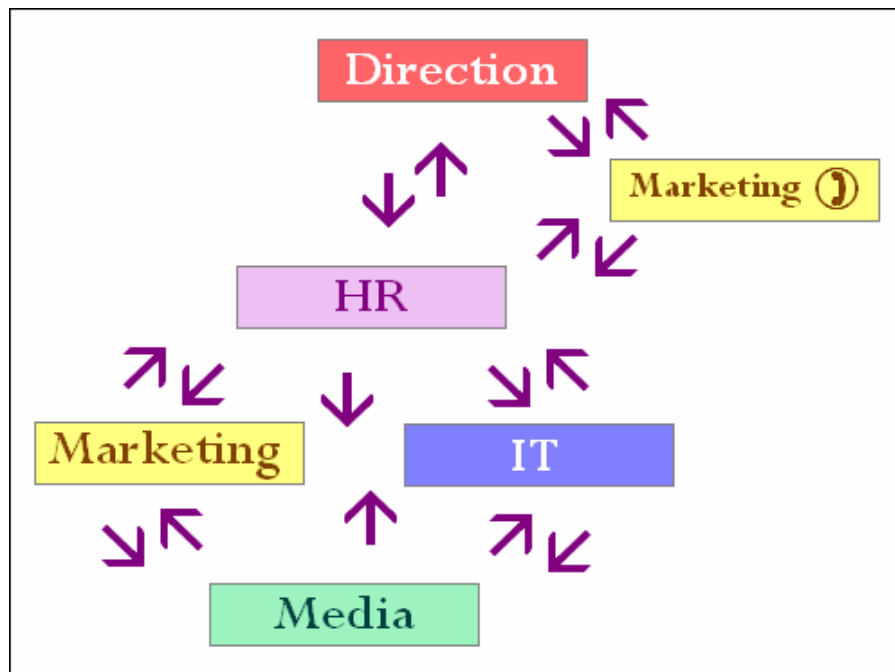 Direction
Marketing
HR
Marketing
IT
Media